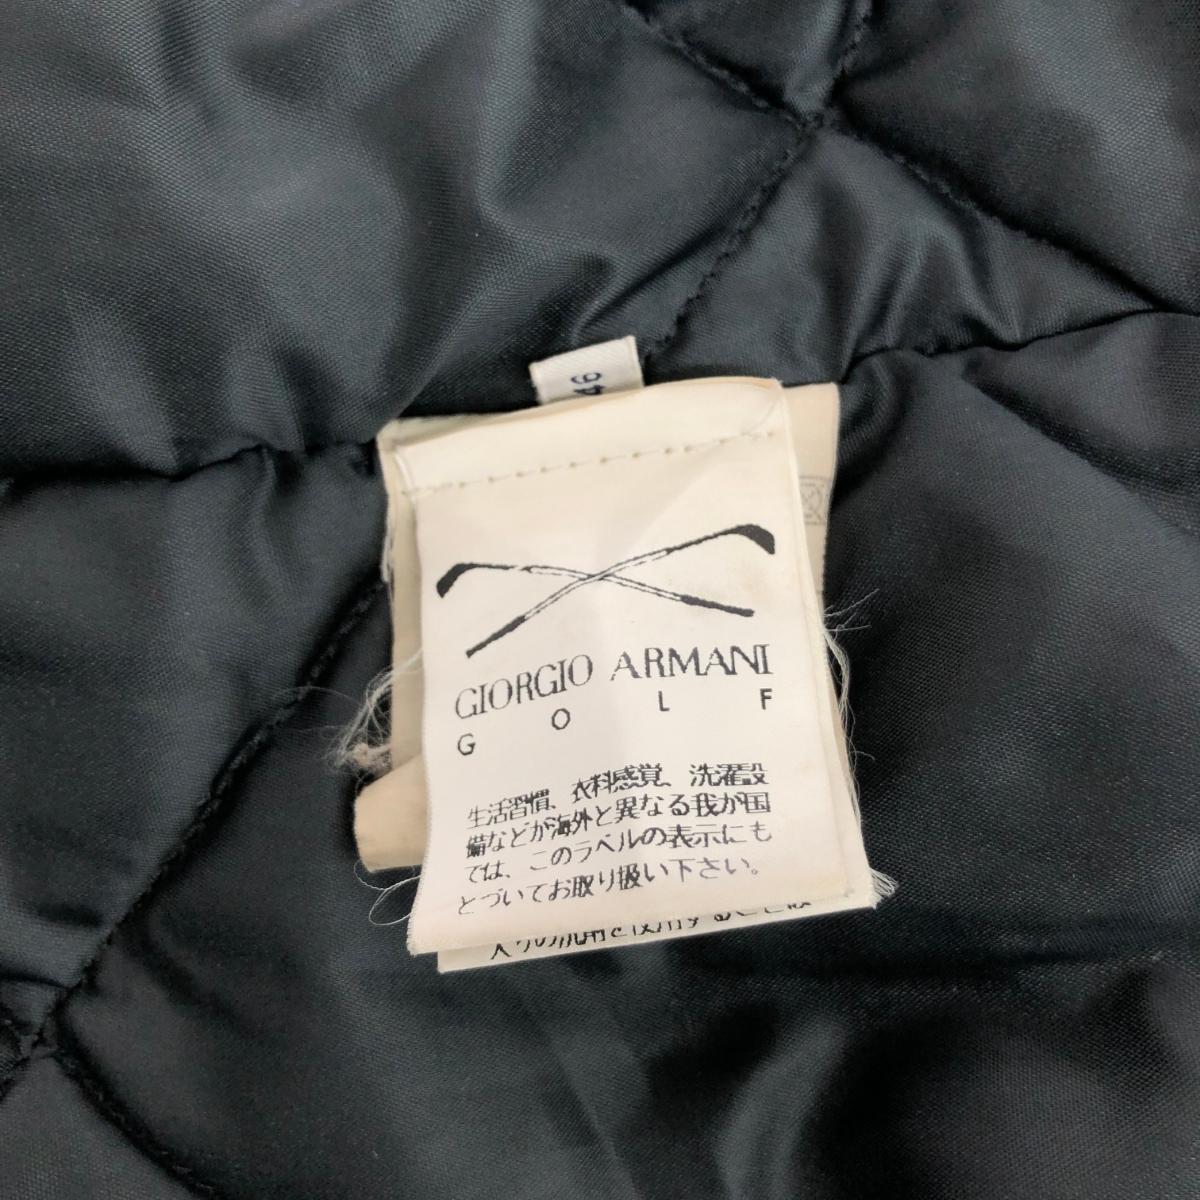 46
GIORGIO ARMANI
G O L F
生活習慣、衣料感覚、洗濯設
備などが海外と異なる我が国
では、このラベルの表示にも
とづいてお取り扱い下さい。